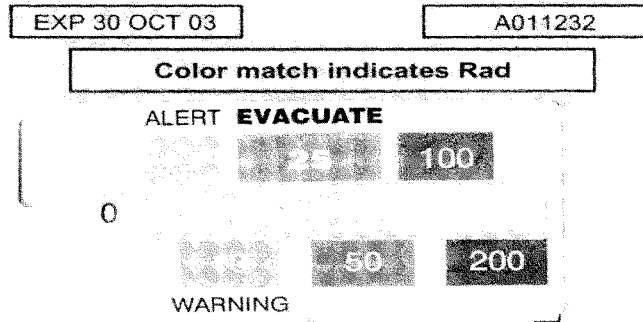 EXP 30 OCT 03
A011232
Color match indicates Rad
ALERT EVACUATE
25 100
0
50 200
WARNING